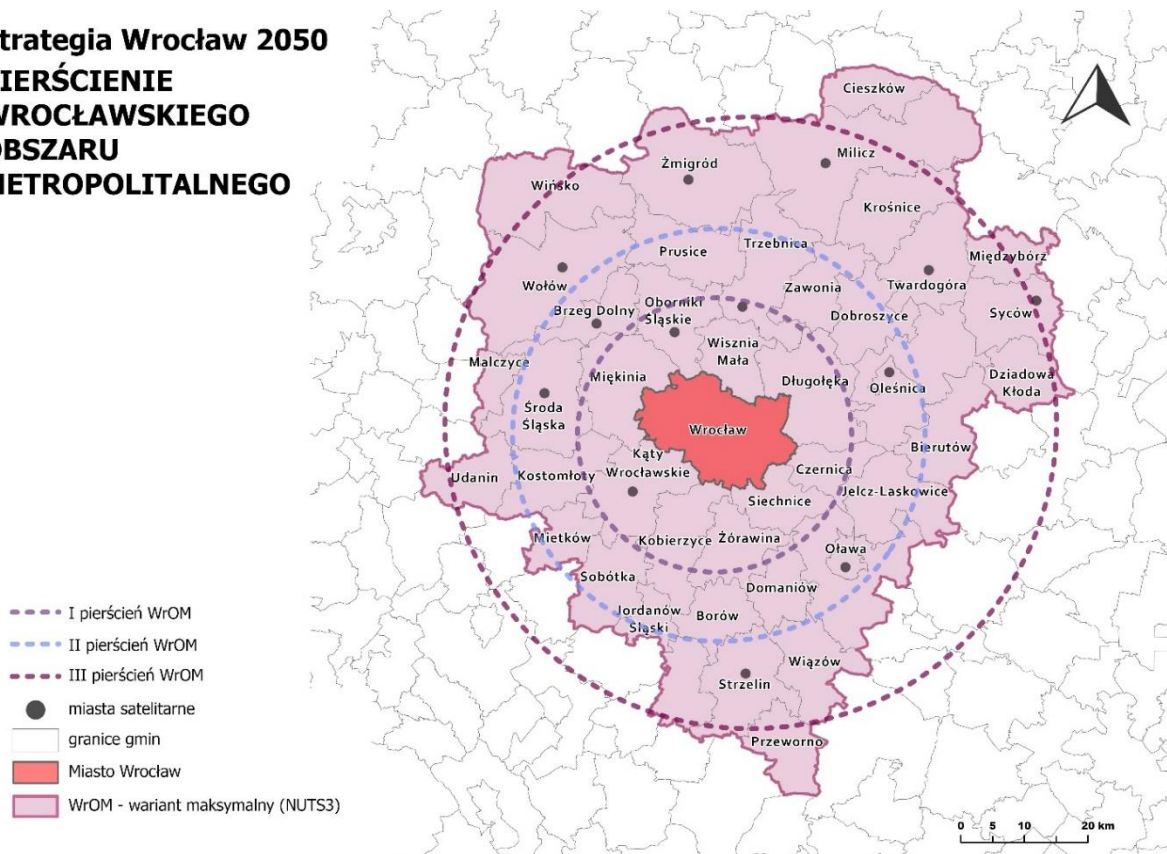 trategia Wrocław 2050
IERŚCIENIE
WROCŁAWSKIEGO
OBSZARU
METROPOLITALNEGO
Cieszków
Milicz
Żmigród
Wińsko
Krośnice
Trzebnica
Prusice
Międzybórz
Wołów
Zawonia
Twardogóra
Oborniki
Śląskie
Brzeg Dolny
Dobroszyce
Syców
Wisznia
Mała
Malczyce
Miękinia
Długołęka
Oleśnica
Dziadowa
Kłoda
Środa
Śląska
Wrocław
Bierutów
Kąty
Wrocławskie
Udanin
Kostomłoty
Czernica
Jelcz-Laskowice
Siechnice
Mietków
Kobierzyce
Żórawina
Oława
Sobótka
Domaniów
Jordanów
Śląski
Borów
Wiązów
Strzelin
Przeworno
I pierścień WrOM
II pierścień WrOM
III pierścień WrOM
miasta satelitarne
granice gmin
Miasto Wrocław
WrOM - wariant maksymalny (NUTS3)
0 5 10 20 km